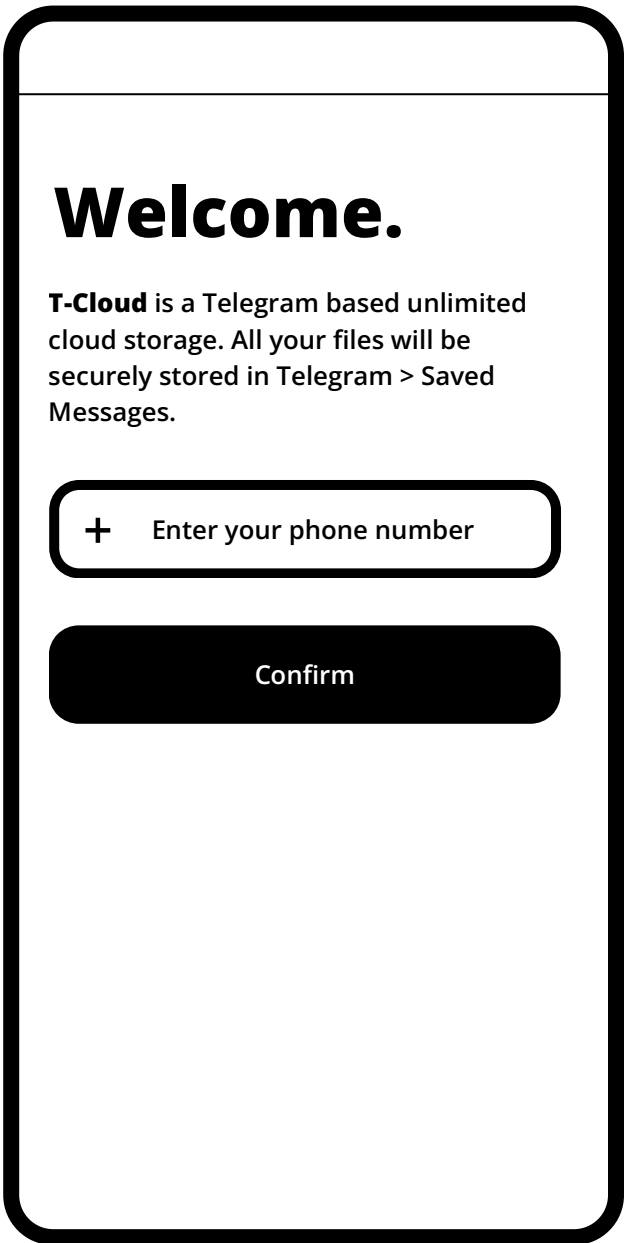 Welcome.
T-Cloud is a Telegram based unlimited
cloud storage. All your files will be
securely stored in Telegram > Saved
Messages.
+ Enter your phone number
Confirm